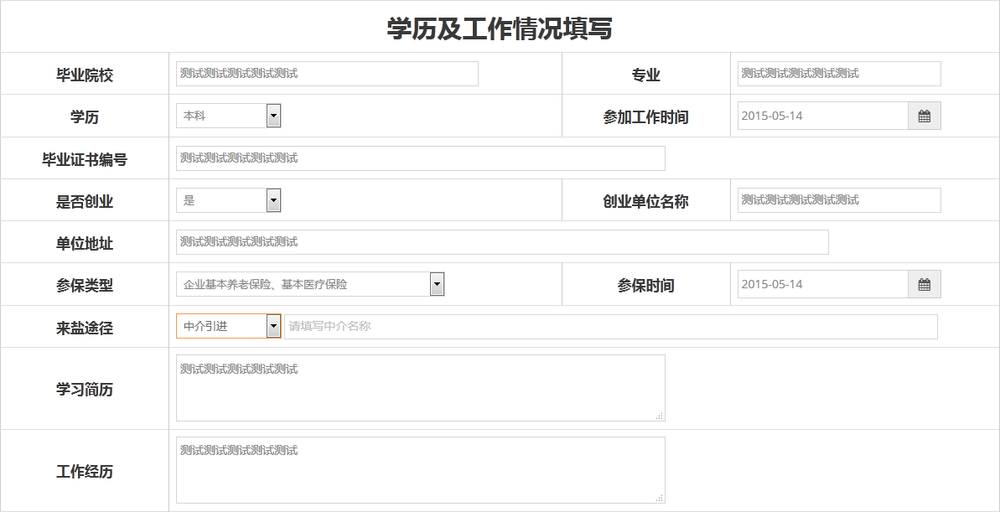 学历及工作情况填写
毕业院校 测试测试测试测试测试 专业 测试测试测试测试测试
学历 本科 参加工作时间 2015-05-14
毕业证书编号 测试测试测试测试测试
是否创业 是 创业单位名称 测试测试测试测试测试
单位地址 测试测试测试测试测试
参保类型 企业基本养老保险、基本医疗保险 参保时间 2015-05-14
来盐途径 中介引进 请填写中介名称
学习简历 测试测试测试测试测试
工作经历 测试测试测试测试测试